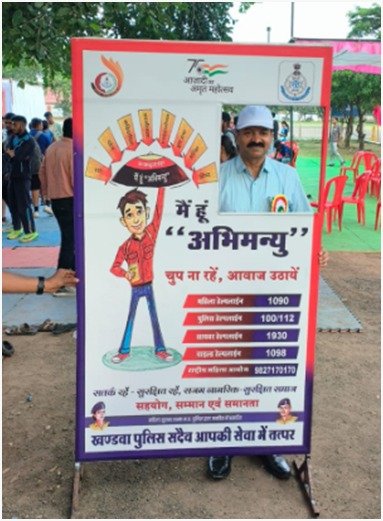 आज़ादी का
अमृत महोत्सव
मैं हूं "अभिमन्यु"
मैं हूं
"अभिमन्यु"
चुप ना रहें, आवाज उठायें
महिला हेल्पलाईन 1090
पुलिस हेल्पलाईन 100/112
सायबर हेल्पलाईन 1930
चाइल्ड हेल्पलाईन 1098
राष्ट्रीय महिला आयोग 9827170170
सतर्क रहें - सुरक्षित रहें, सजग नागरिक-सुरक्षित समाज
सहयोग, सम्मान एवं समानता
खण्डवा पुलिस सदैव आपकी सेवा में तत्पर